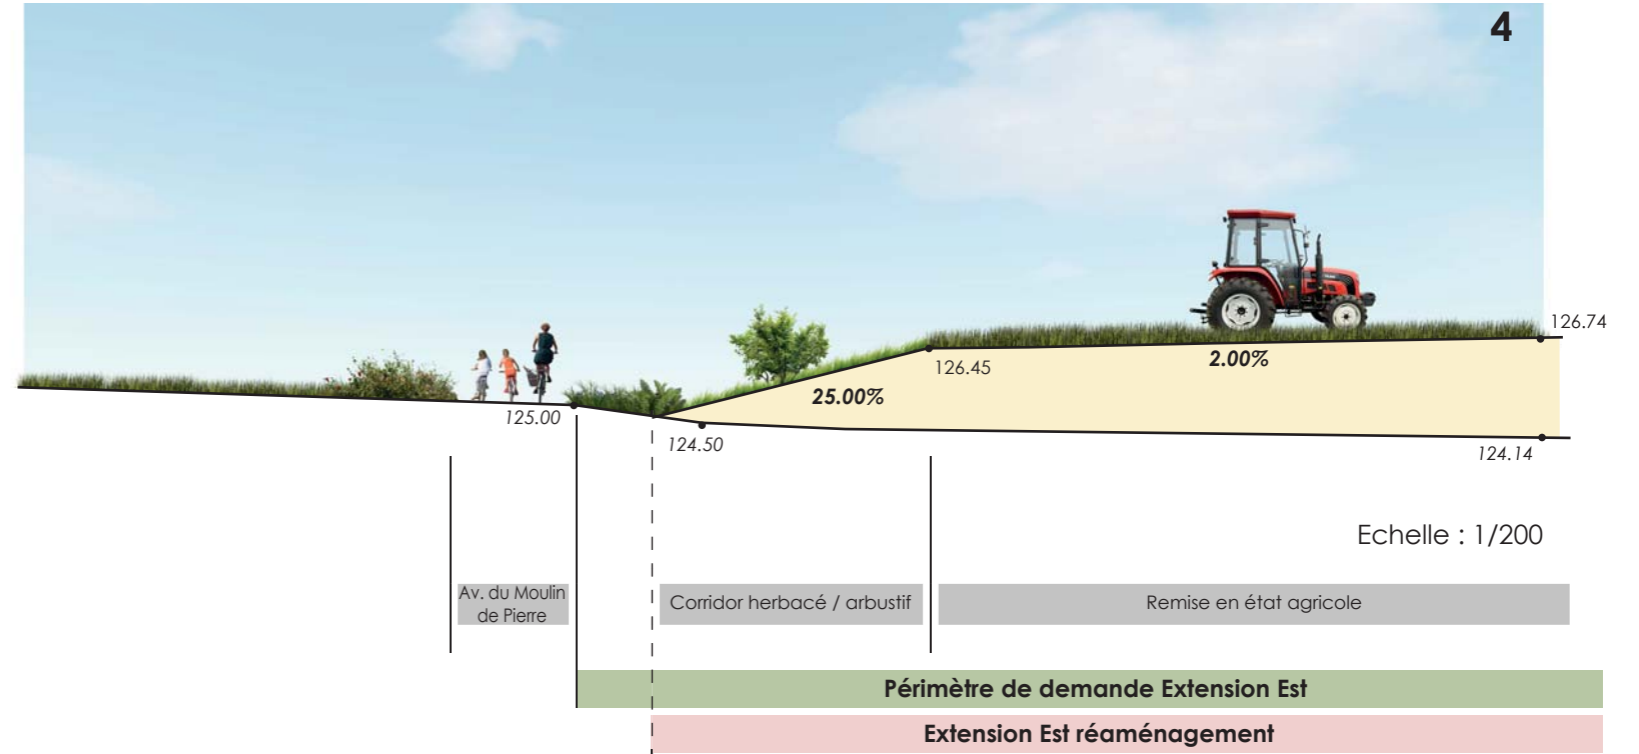 4
126.74
126.45
2.00%
25.00%
125.00
124.50
124.14
Echelle : 1/200
Av. du Moulin
de Pierre
Corridor herbacé / arbustif
Remise en état agricole
Périmètre de demande Extension Est
Extension Est réaménagement